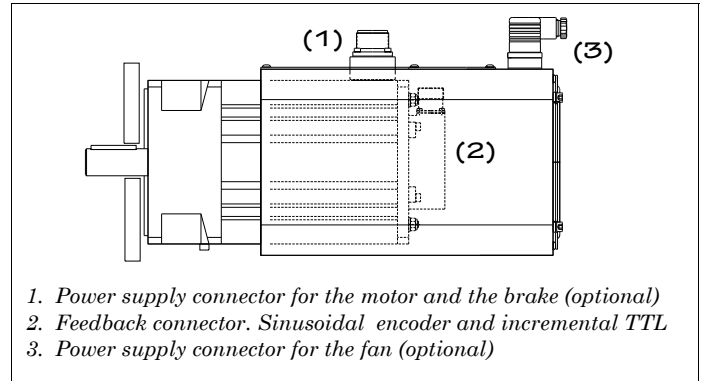 (1)
(3)
(2)
1. Power supply connector for the motor and the brake (optional)
2. Feedback connector. Sinusoidal encoder and incremental TTL
3. Power supply connector for the fan (optional)